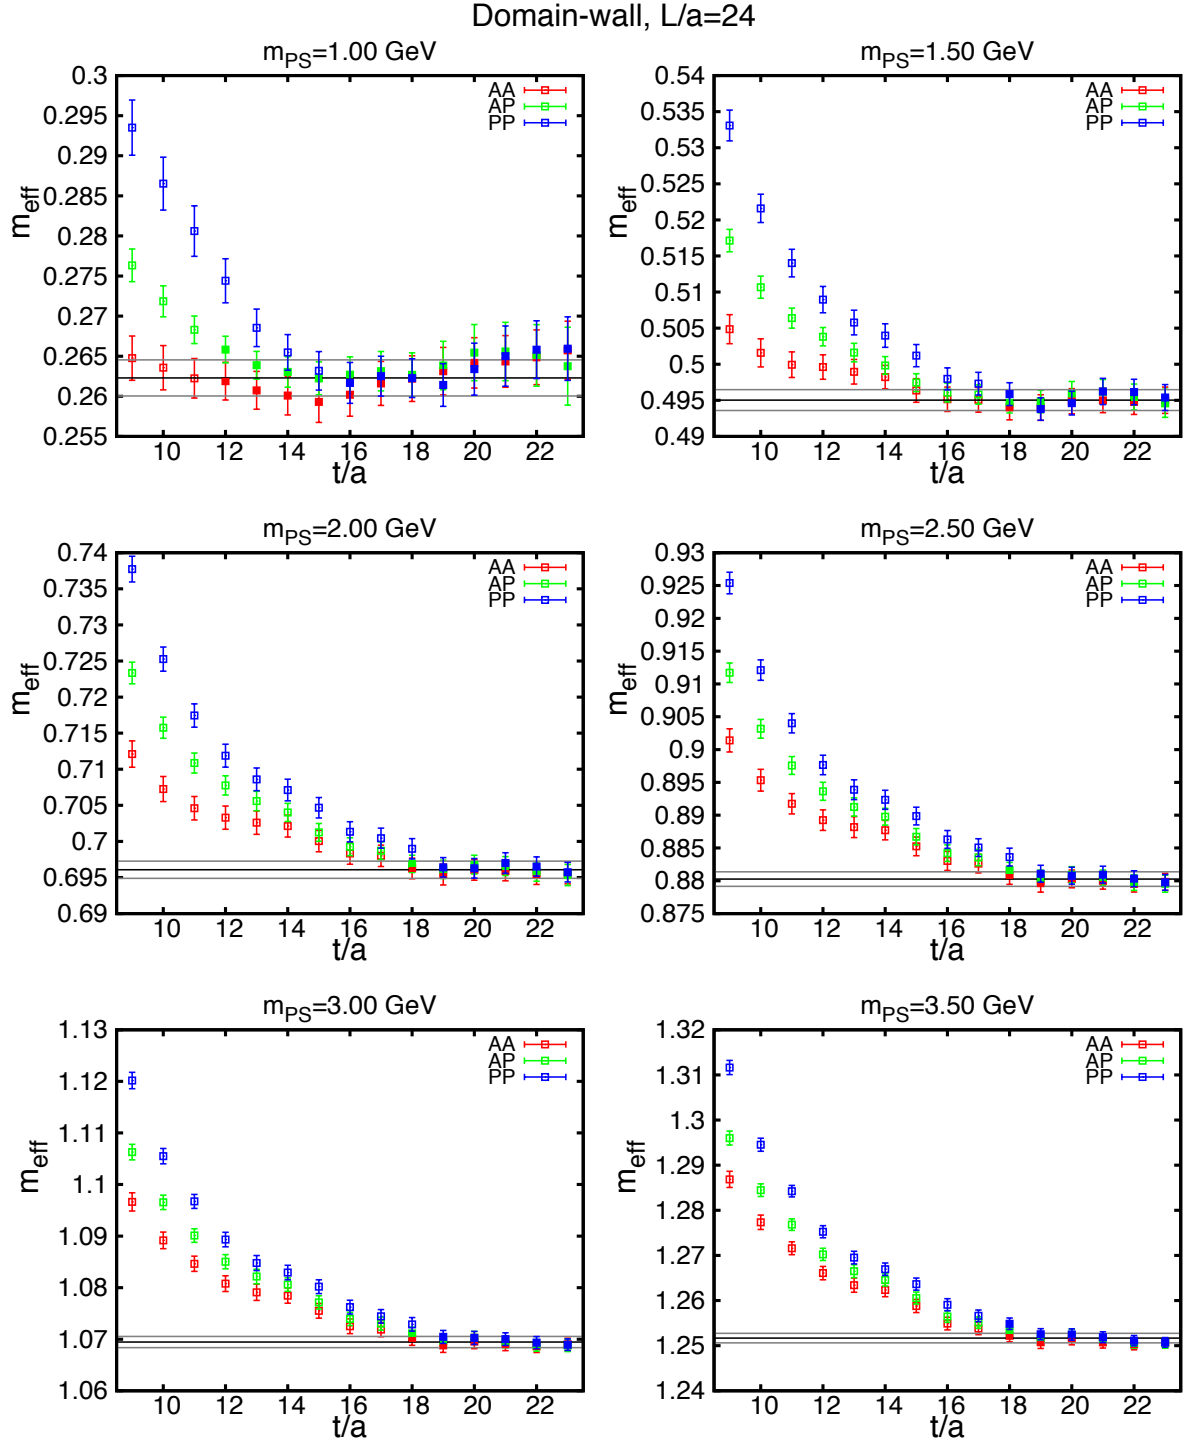 Domain-wall, L/a=24
m_PS=1.00 GeV
0.3
0.295
0.29
0.285
0.28
0.275
0.27
0.265
0.26
0.255
m_eff
AA
AP
PP
10 12 14 16 18 20 22
t/a
m_PS=1.50 GeV
0.54
0.535
0.53
0.525
0.52
0.515
0.51
0.505
0.5
0.495
0.49
m_eff
AA
AP
PP
10 12 14 16 18 20 22
t/a
m_PS=2.00 GeV
0.74
0.735
0.73
0.725
0.72
0.715
0.71
0.705
0.7
0.695
0.69
m_eff
AA
AP
PP
10 12 14 16 18 20 22
t/a
m_PS=2.50 GeV
0.93
0.925
0.92
0.915
0.91
0.905
0.9
0.895
0.89
0.885
0.88
0.875
m_eff
AA
AP
PP
10 12 14 16 18 20 22
t/a
m_PS=3.00 GeV
1.13
1.12
1.11
1.1
1.09
1.08
1.07
1.06
m_eff
AA
AP
PP
10 12 14 16 18 20 22
t/a
m_PS=3.50 GeV
1.32
1.31
1.3
1.29
1.28
1.27
1.26
1.25
1.24
m_eff
AA
AP
PP
10 12 14 16 18 20 22
t/a